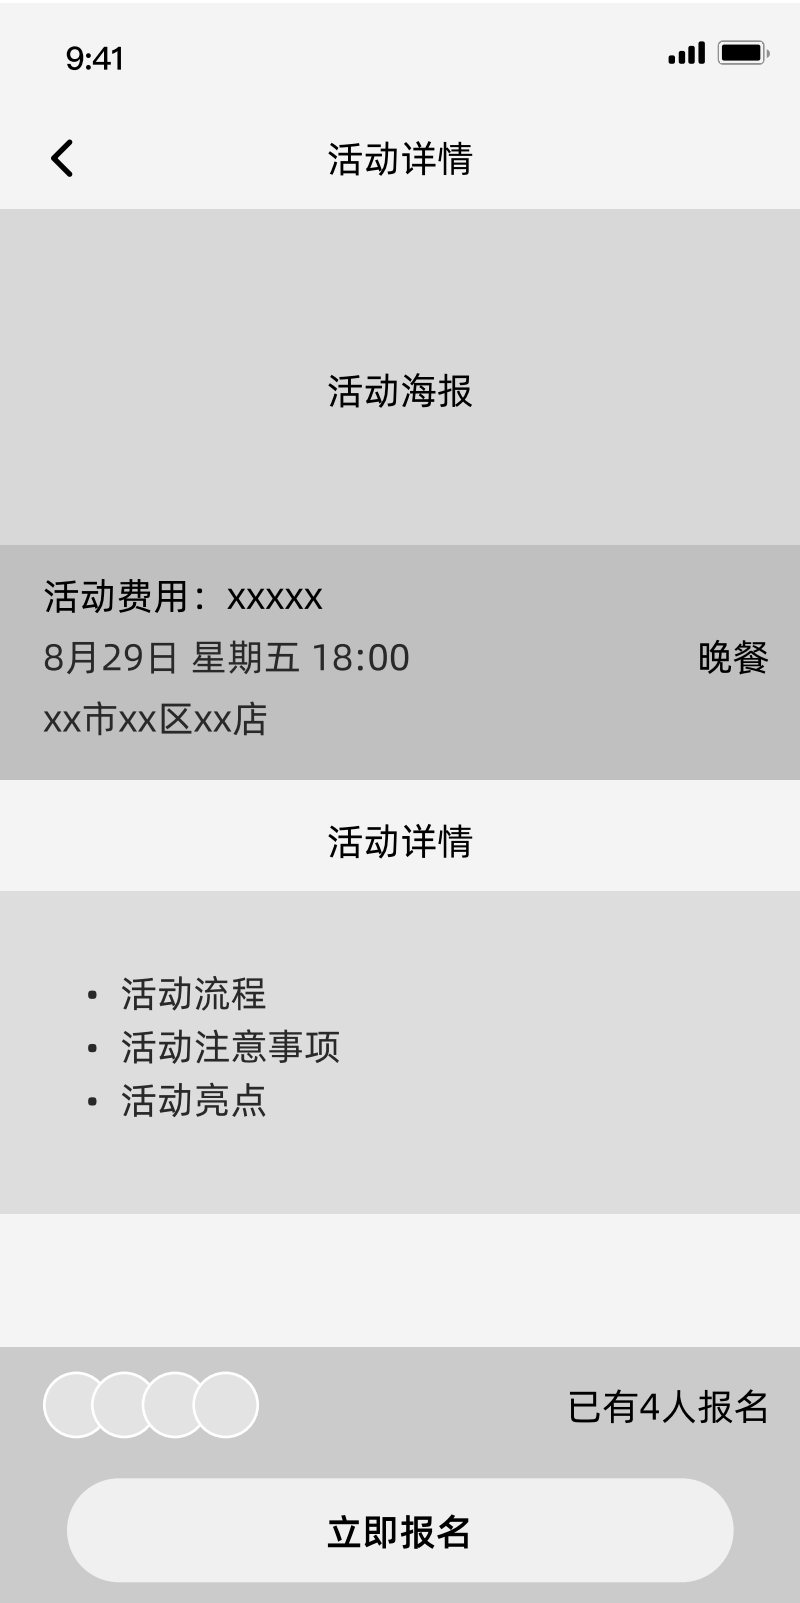 9:41
活动详情
活动海报
活动费用：xxxxx
8月29日 星期五 18:00
晚餐
xx市xx区xx店
活动详情
• 活动流程
• 活动注意事项
• 活动亮点
已有4人报名
立即报名